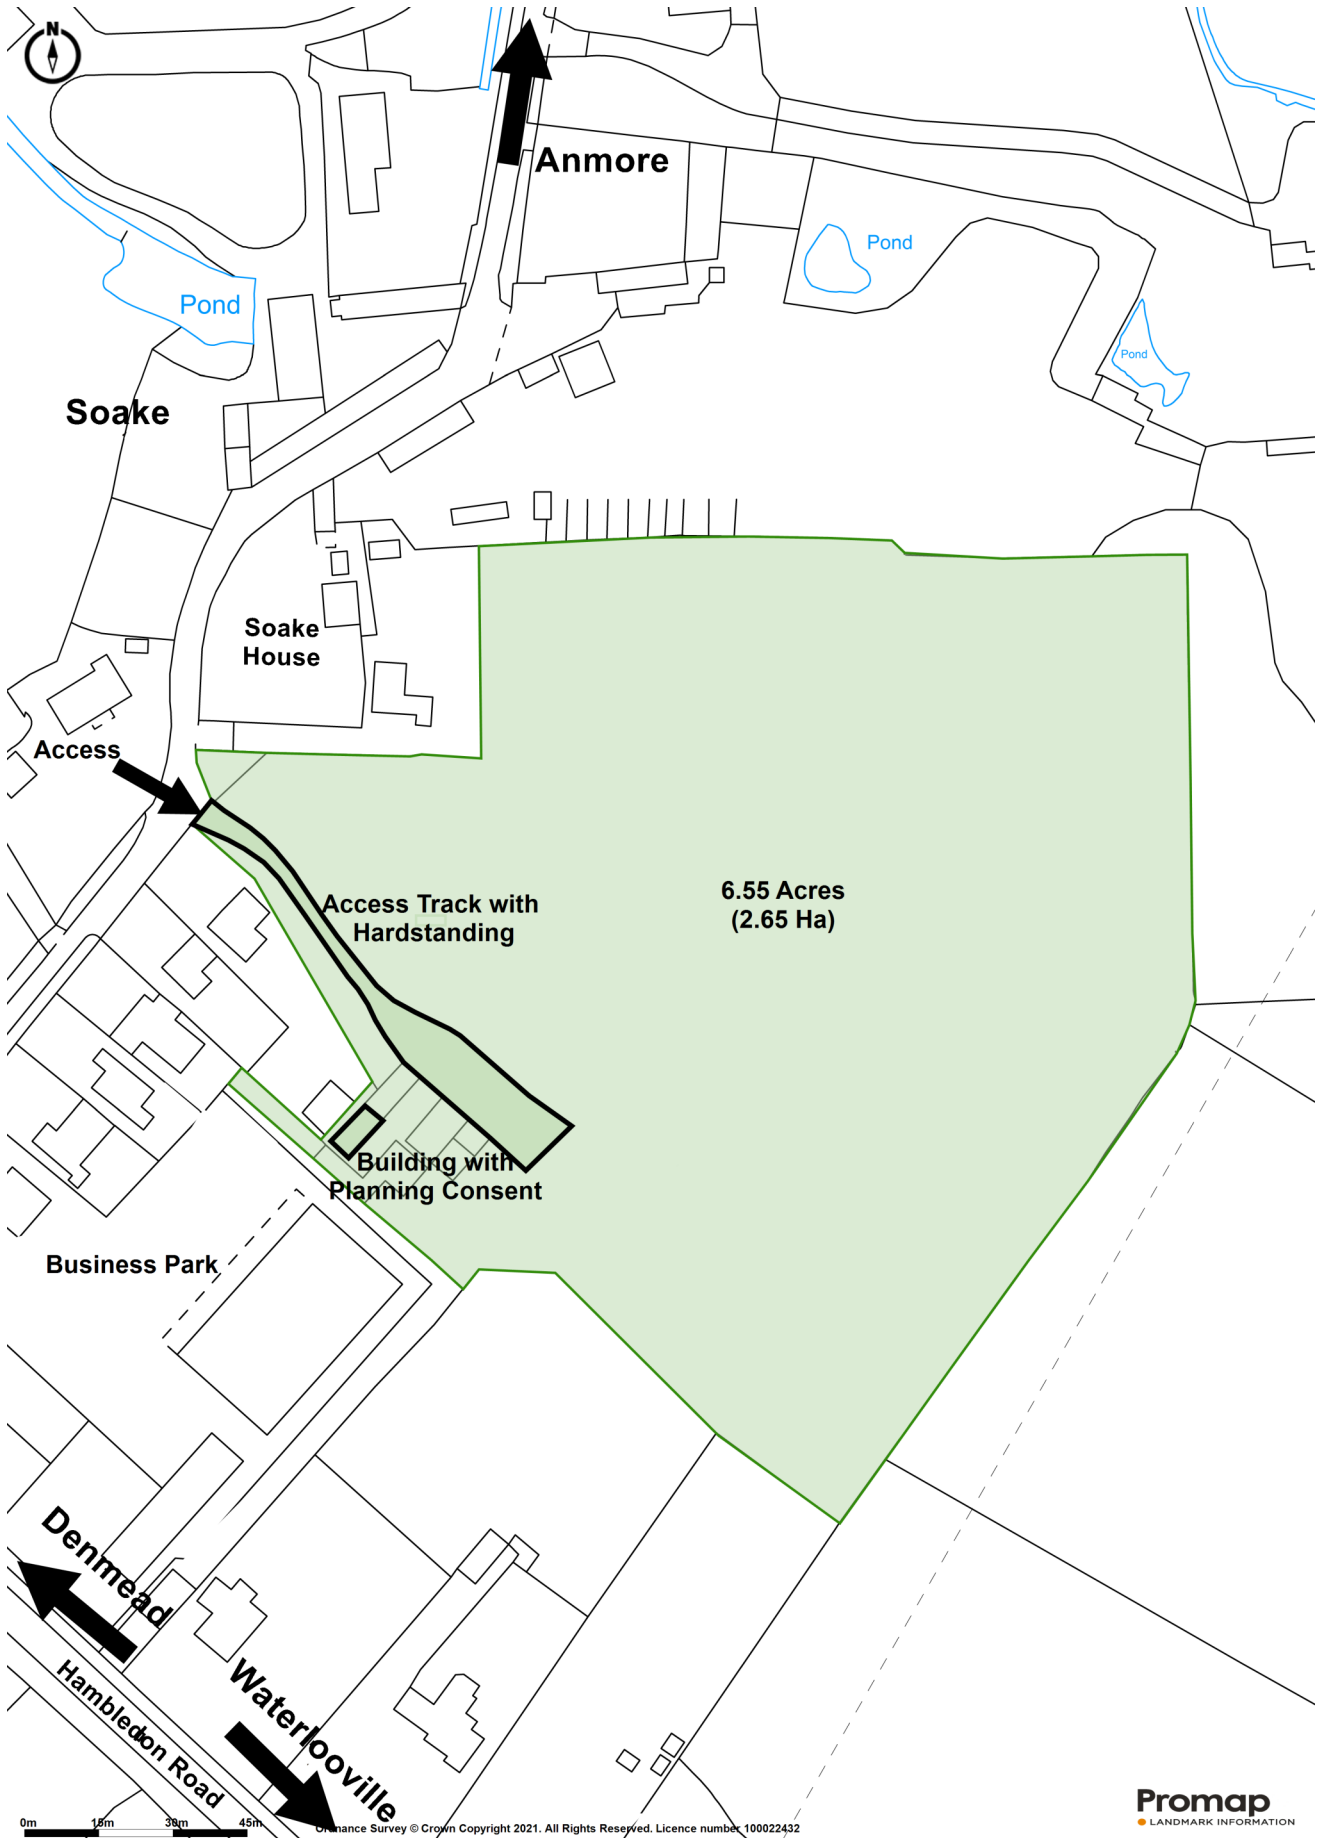 N
Anmore
Pond
Pond
Pond
Soake
Soake
House
Access
6.55 Acres
(2.65 Ha)
Access Track with
Hardstanding
Building with
Planning Consent
Business Park
Denmead
Waterlooville
Hambledon Road
0m 15m 30m 45m
Ordnance Survey © Crown Copyright 2021. All Rights Reserved. Licence number 100022432
Promap
LANDMARK INFORMATION